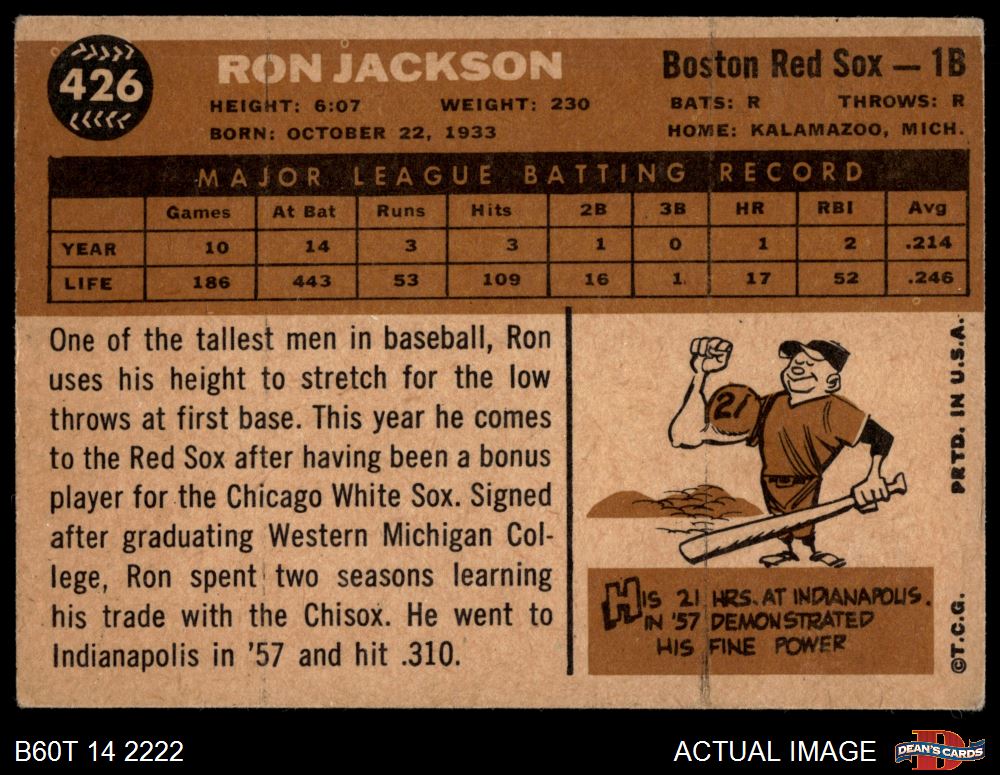 426
RON JACKSON
Boston Red Sox — 1B
HEIGHT: 6:07 WEIGHT: 230 BATS: R THROWS: R
BORN: OCTOBER 22, 1933 HOME: KALAMAZOO, MICH.
MAJOR LEAGUE BATTING RECORD
Games At Bat Runs Hits 2B 3B HR RBI Avg
YEAR 10 14 3 3 1 0 1 2 .214
LIFE 186 443 53 109 16 1 17 52 .246
One of the tallest men in baseball, Ron
uses his height to stretch for the low
throws at first base. This year he comes
to the Red Sox after having been a bonus
player for the Chicago White Sox. Signed
after graduating Western Michigan Col-
lege, Ron spent two seasons learning
his trade with the Chisox. He went to
Indianapolis in '57 and hit .310.
21
HIS 21 HRS. AT INDIANAPOLIS.
IN '57 DEMONSTRATED
HIS FINE POWER
PRTD. IN U.S.A.
©T.C.G.
B60T 14 2222
ACTUAL IMAGE
D
DEAN'S CARDS